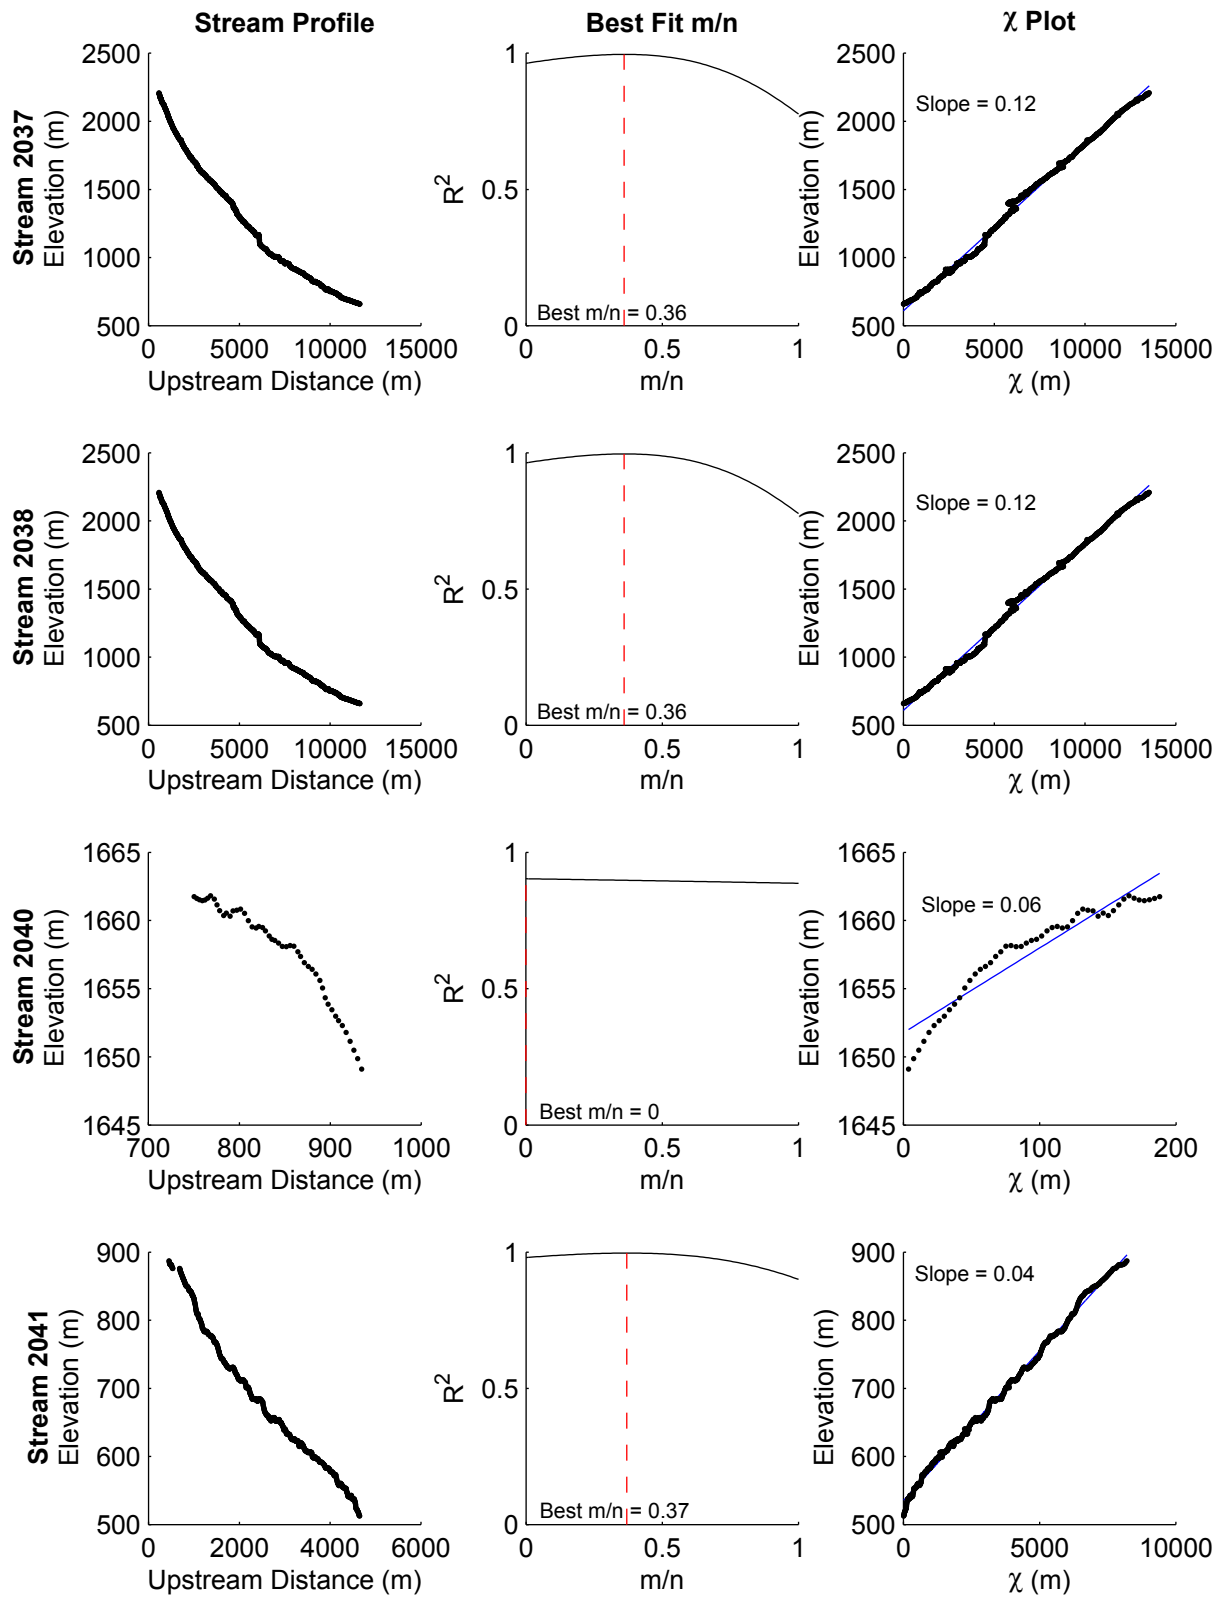 Stream Profile
Best Fit m/n
χ Plot
Stream 2037
Elevation (m)
2500
2000
1500
1000
500
0 5000 10000 15000
Upstream Distance (m)
R²
1
0.5
0
Best m/n = 0.36
0 0.5 1
m/n
Elevation (m)
2500
2000
1500
1000
500
Slope = 0.12
0 5000 10000 15000
χ (m)
Stream 2038
Elevation (m)
2500
2000
1500
1000
500
0 5000 10000 15000
Upstream Distance (m)
R²
1
0.5
0
Best m/n = 0.36
0 0.5 1
m/n
Elevation (m)
2500
2000
1500
1000
500
Slope = 0.12
0 5000 10000 15000
χ (m)
Stream 2040
Elevation (m)
1665
1660
1655
1650
1645
700 800 900 1000
Upstream Distance (m)
R²
1
0.5
0
Best m/n = 0
0 0.5 1
m/n
Elevation (m)
1665
1660
1655
1650
1645
Slope = 0.06
0 100 200
χ (m)
Stream 2041
Elevation (m)
900
800
700
600
500
0 2000 4000 6000
Upstream Distance (m)
R²
1
0.5
0
Best m/n = 0.37
0 0.5 1
m/n
Elevation (m)
900
800
700
600
500
Slope = 0.04
0 5000 10000
χ (m)